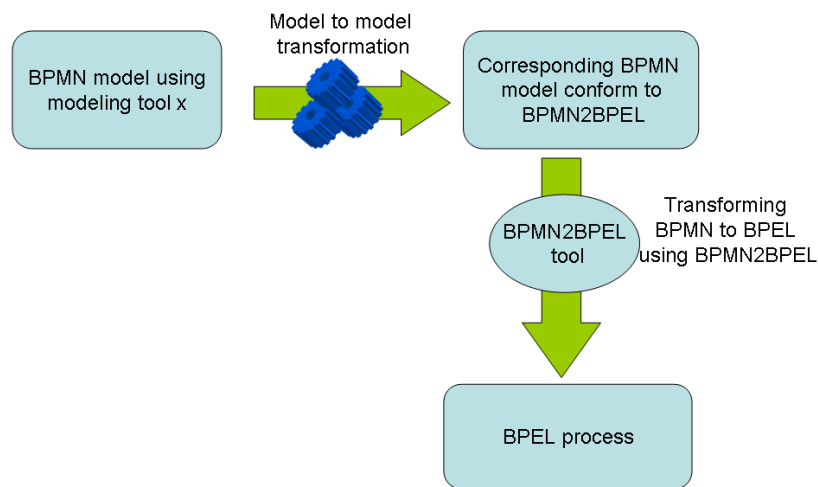 Model to model
transformation
BPMN model using
modeling tool x
Corresponding BPMN
model conform to
BPMN2BPEL
BPMN2BPEL
tool
Transforming
BPMN to BPEL
using BPMN2BPEL
BPEL process